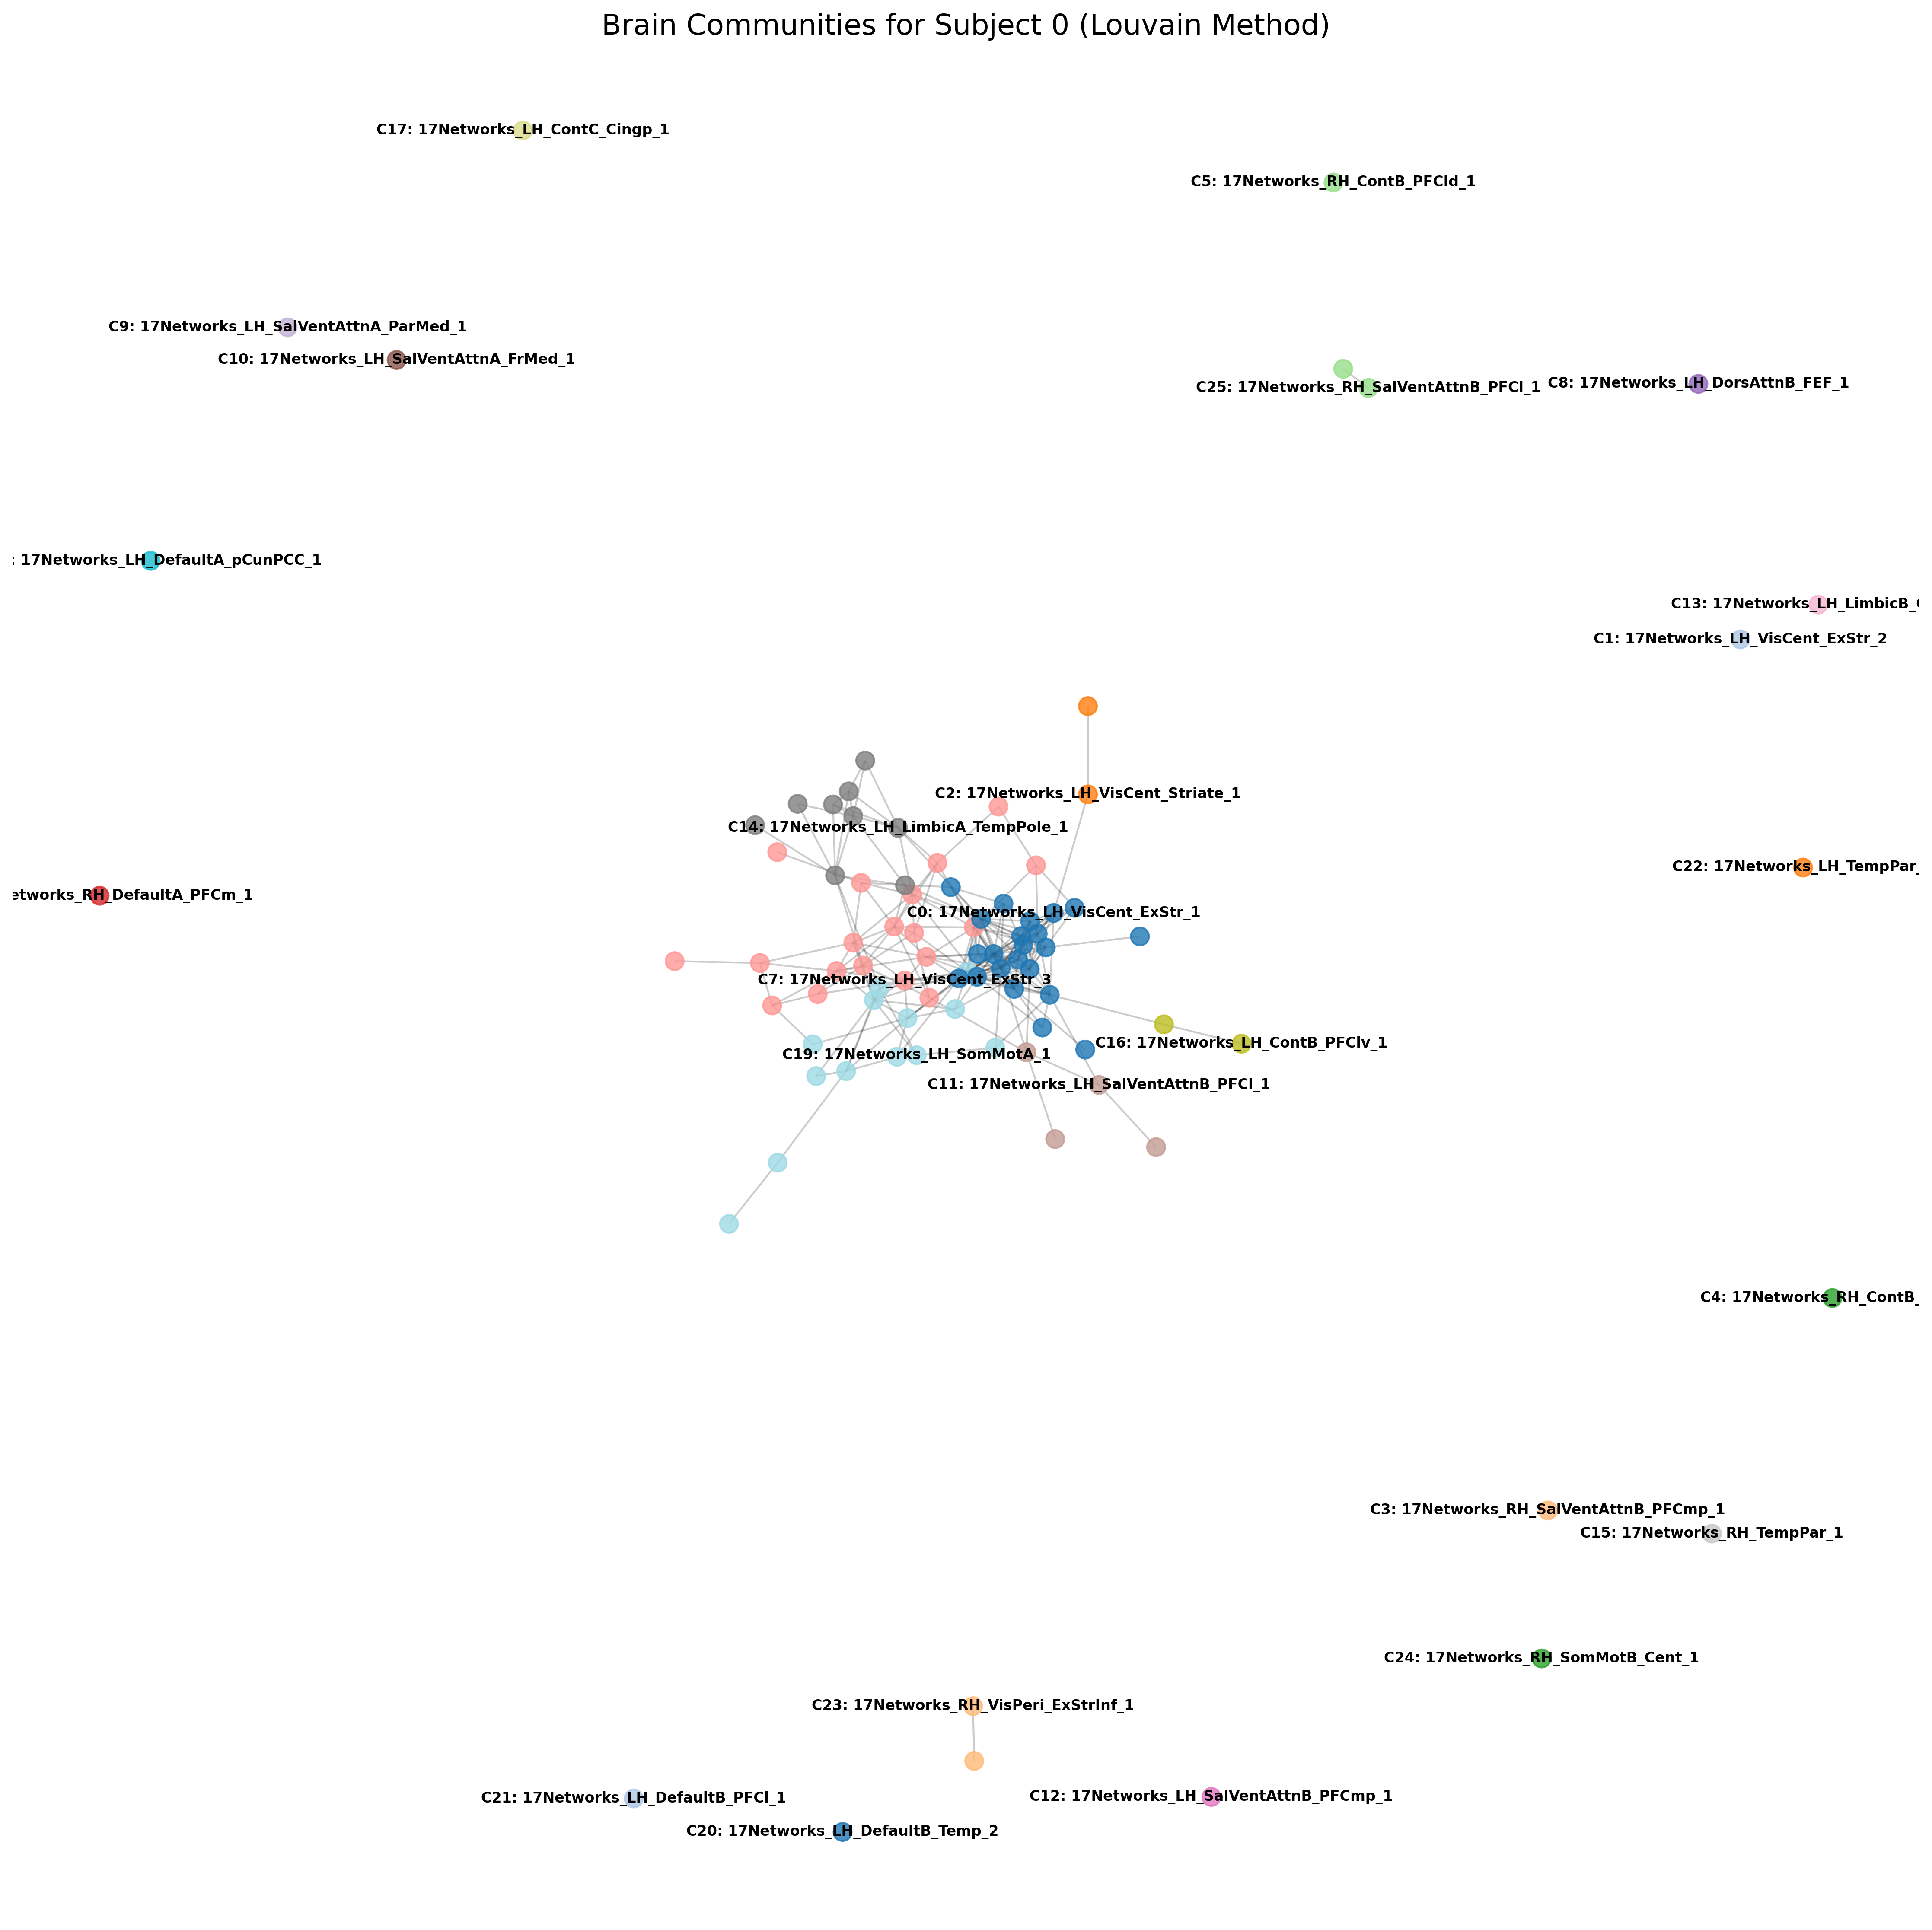 Brain Communities for Subject 0 (Louvain Method)
C17: 17Networks_LH_ContC_Cingp_1
C5: 17Networks_RH_ContB_PFCld_1
C9: 17Networks_LH_SalVentAttnA_ParMed_1
C10: 17Networks_LH_SalVentAttnA_FrMed_1
C25: 17Networks_RH_SalVentAttnB_PFCl_1
C8: 17Networks_LH_DorsAttnB_FEF_1
: 17Networks_LH_DefaultA_pCunPCC_1
C13: 17Networks_LH_LimbicB_
C1: 17Networks_LH_VisCent_ExStr_2
C2: 17Networks_LH_VisCent_Striate_1
C14: 17Networks_LH_LimbicA_TempPole_1
C22: 17Networks_LH_TempPar_
etworks_RH_DefaultA_PFCm_1
C0: 17Networks_LH_VisCent_ExStr_1
C7: 17Networks_LH_VisCent_ExStr_3
C16: 17Networks_LH_ContB_PFClv_1
C19: 17Networks_LH_SomMotA_1
C11: 17Networks_LH_SalVentAttnB_PFCl_1
C4: 17Networks_RH_ContB_
C3: 17Networks_RH_SalVentAttnB_PFCmp_1
C15: 17Networks_RH_TempPar_1
C24: 17Networks_RH_SomMotB_Cent_1
C23: 17Networks_RH_VisPeri_ExStrInf_1
C21: 17Networks_LH_DefaultB_PFCl_1
C12: 17Networks_LH_SalVentAttnB_PFCmp_1
C20: 17Networks_LH_DefaultB_Temp_2